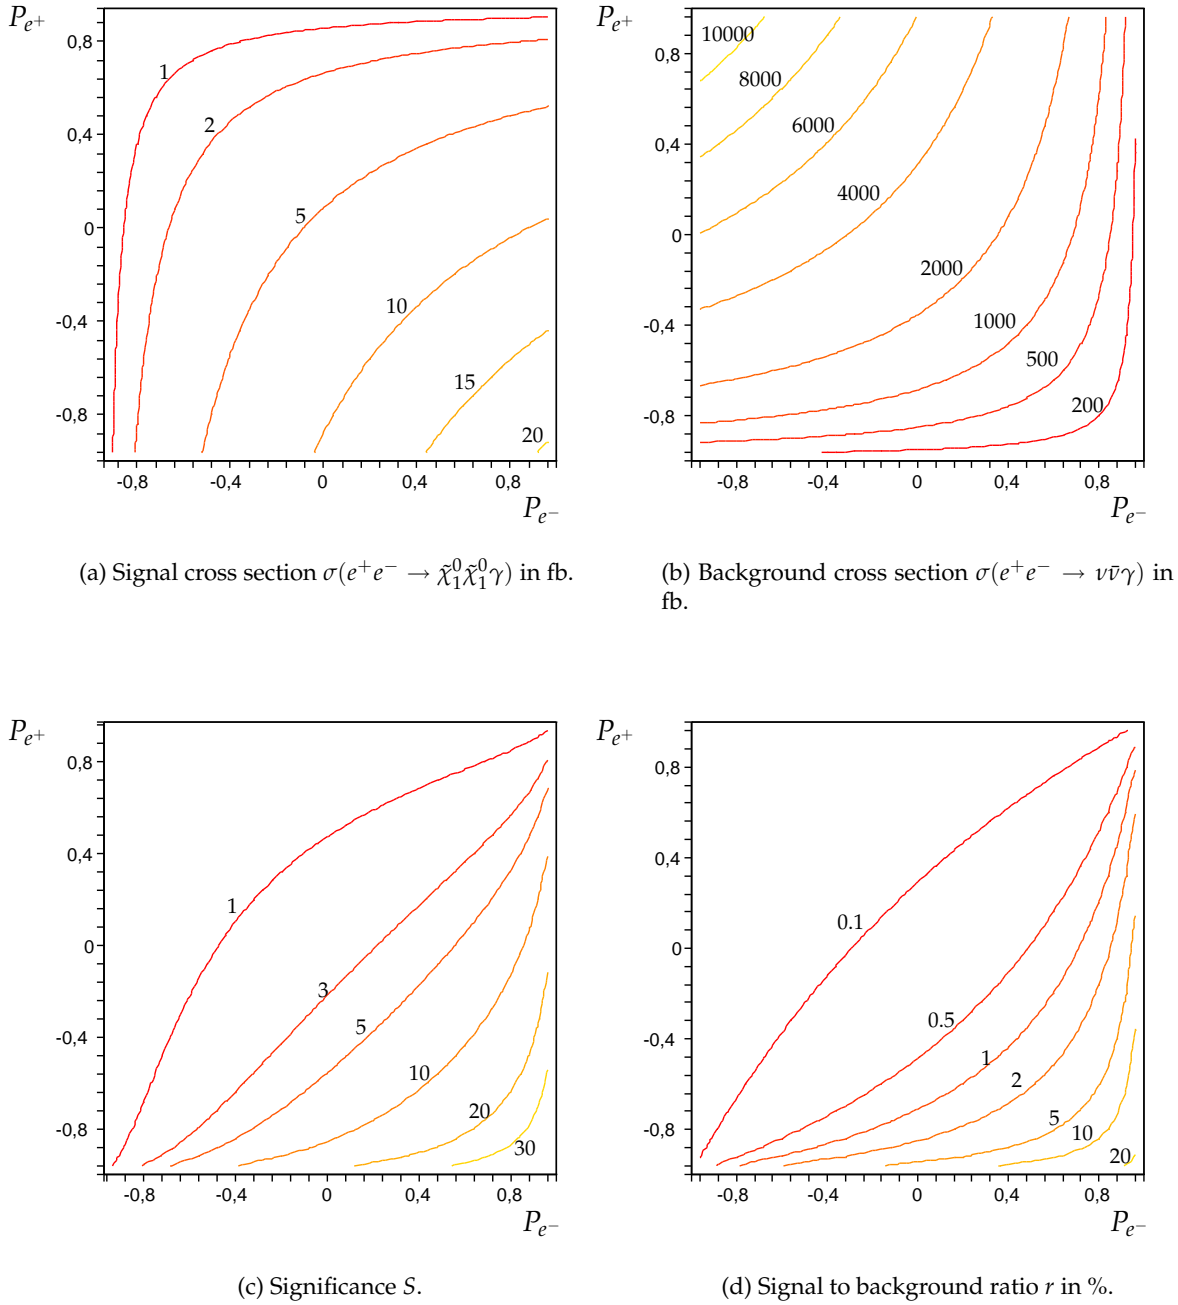 P_{e^+}
0,8
0,4
0
-0,4
-0,8
1
2
5
10
15
20
-0,8 -0,4 0 0,4 0,8
P_{e^-}
(a) Signal cross section σ(e⁺e⁻ → χ̃⁰₁χ̃⁰₁γ) in fb.
P_{e^+}
0,8
0,4
0
-0,4
-0,8
10000
8000
6000
4000
2000
1000
500
200
-0,8 -0,4 0 0,4 0,8
P_{e^-}
(b) Background cross section σ(e⁺e⁻ → νν̄γ) in
fb.
P_{e^+}
0,8
0,4
0
-0,4
-0,8
1
3
5
10
20
30
-0,8 -0,4 0 0,4 0,8
P_{e^-}
(c) Significance S.
P_{e^+}
0,8
0,4
0
-0,4
-0,8
0.1
0.5
1
2
5
10
20
-0,8 -0,4 0 0,4 0,8
P_{e^-}
(d) Signal to background ratio r in %.